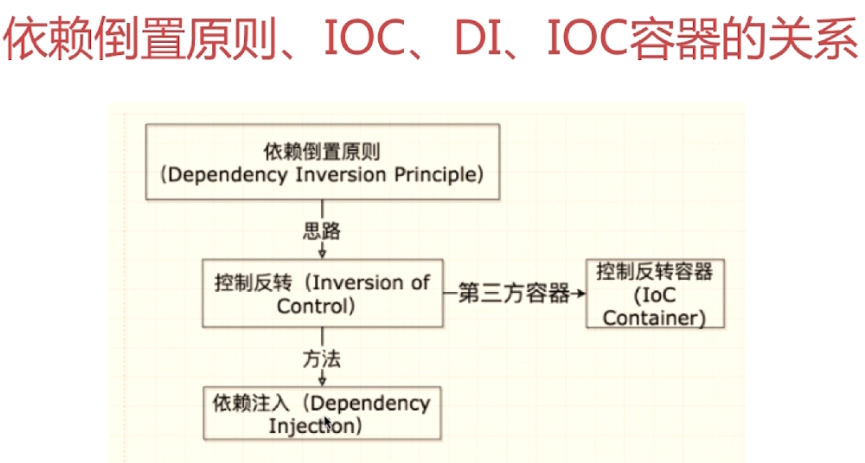 依赖倒置原则、IOC、DI、IOC容器的关系
依赖倒置原则
（Dependency Inversion Principle）
思路
控制反转（Inversion of
Control）
第三方容器
控制反转容器
(IoC
Container)
方法
依赖注入（Dependency
Injection）